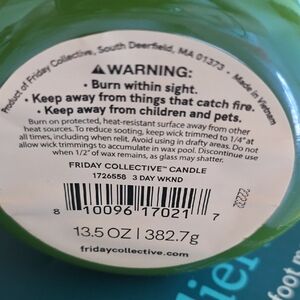 Product of Friday Collective, South Deerfield, MA 01373 • Made in Vietnam
⚠WARNING:
• Burn within sight.
• Keep away from things that catch fire.
• Keep away from children and pets.
Burn on protected, heat-resistant surface away from other
heat sources. To reduce sooting, keep wick trimmed to 1/4" at
all times, including when relit. Avoid using in drafty areas. Do not
allow wick trimmings to accumulate in wax pool. Discontinue use
when 1/2" of wax remains, as glass may shatter.
FRIDAY COLLECTIVE™ CANDLE
1726558 3 DAY WKND
8 10096 17021 7
22232
13.5 OZ | 382.7g
fridaycollective.com
lier
foot